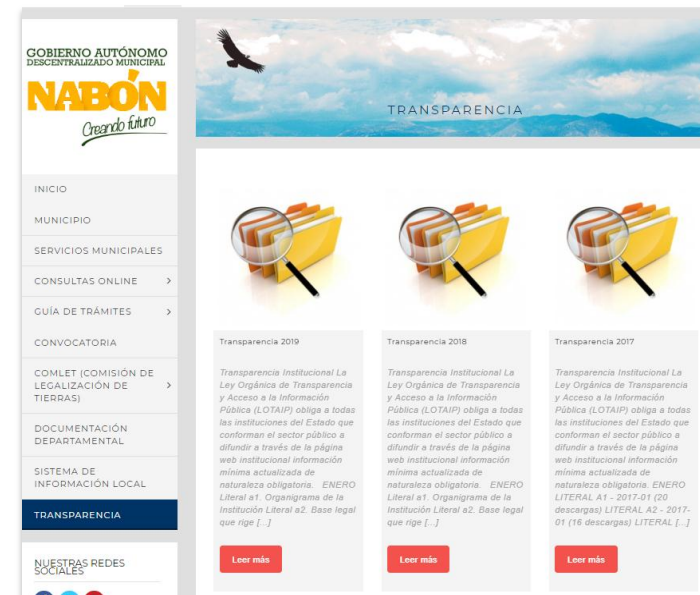 GOBIERNO AUTÓNOMO
DESCENTRALIZADO MUNICIPAL
NABÓN
Creando futuro
TRANSPARENCIA
INICIO
MUNICIPIO
SERVICIOS MUNICIPALES
CONSULTAS ONLINE
GUÍA DE TRÁMITES
CONVOCATORIA
COMLET (COMISIÓN DE
LEGALIZACIÓN DE
TIERRAS)
DOCUMENTACIÓN
DEPARTAMENTAL
SISTEMA DE
INFORMACIÓN LOCAL
TRANSPARENCIA
NUESTRAS REDES
SOCIALES
Transparencia 2019
Transparencia Institucional La
Ley Orgánica de Transparencia
y Acceso a la Información
Pública (LOTAIP) obliga a todas
las instituciones del Estado que
conforman el sector público a
difundir a través de la página
web institucional información
mínima actualizada de
naturaleza obligatoria. ENERO
Literal a1. Organigrama de la
Institución Literal a2. Base legal
que rige [...]
Leer más
Transparencia 2018
Transparencia Institucional La
Ley Orgánica de Transparencia
y Acceso a la Información
Pública (LOTAIP) obliga a todas
las instituciones del Estado que
conforman el sector público a
difundir a través de la página
web institucional información
mínima actualizada de
naturaleza obligatoria. ENERO
Literal a1. Organigrama de la
Institución Literal a2. Base legal
que rige [...]
Leer más
Transparencia 2017
Transparencia Institucional La
Ley Orgánica de Transparencia
y Acceso a la Información
Pública (LOTAIP) obliga a todas
las instituciones del Estado que
conforman el sector público a
difundir a través de la página
web institucional información
mínima actualizada de
naturaleza obligatoria. ENERO
LITERAL A1 - 2017-01 (20
descargas) LITERAL A2 - 2017-
01 (16 descargas) LITERAL [...]
Leer más